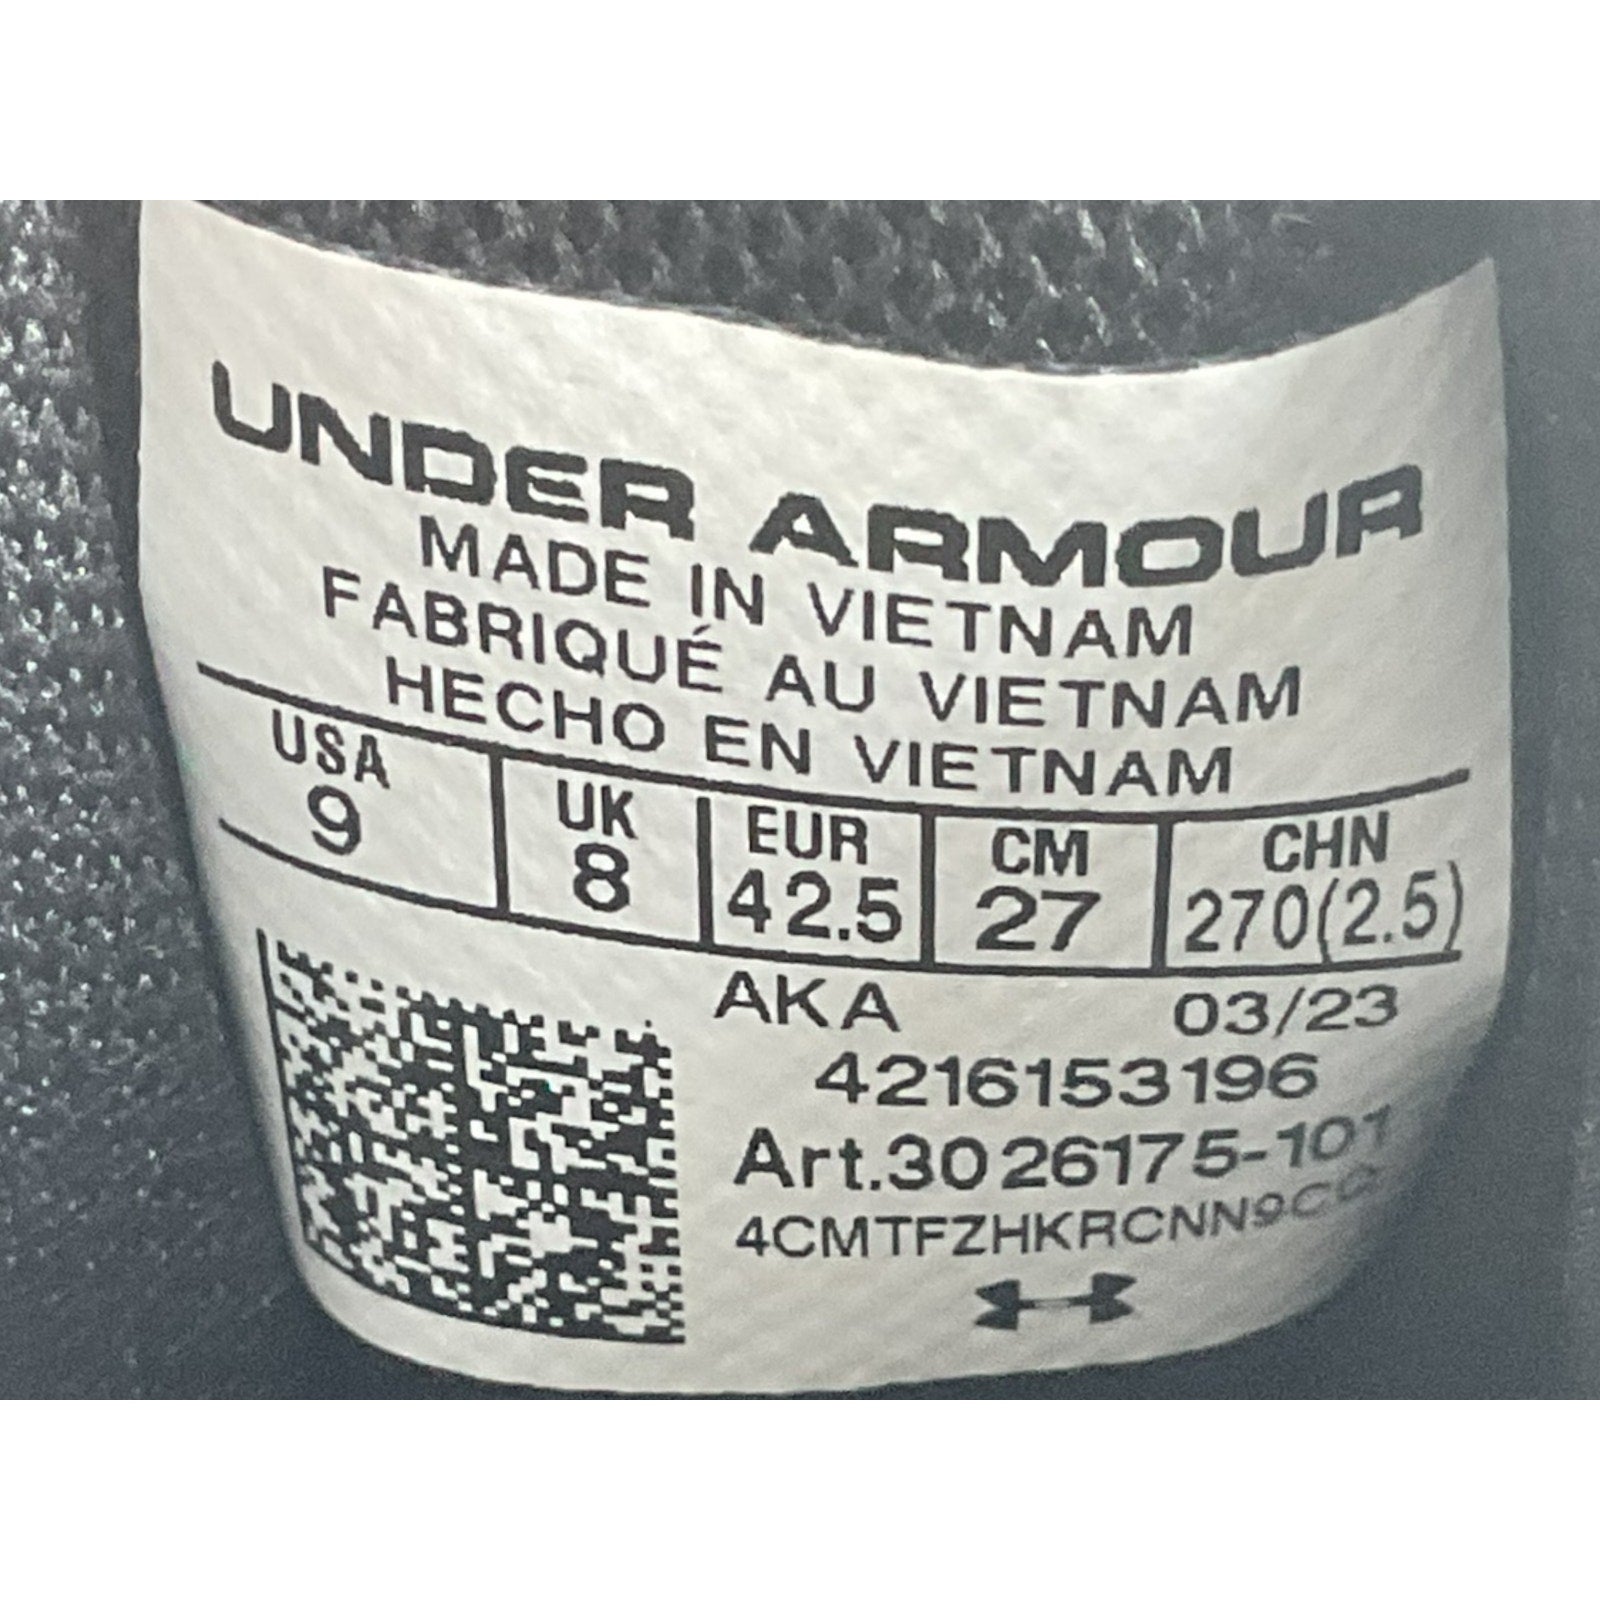 UNDER ARMOUR
MADE IN VIETNAM
FABRIQUÉ AU VIETNAM
HECHO EN VIETNAM
USA UK EUR CM CHN
9 8 42.5 27 270(2.5)
AKA 03/23
4216153196
Art.3026175-101
4CMTFZHKRCNN9CCQ